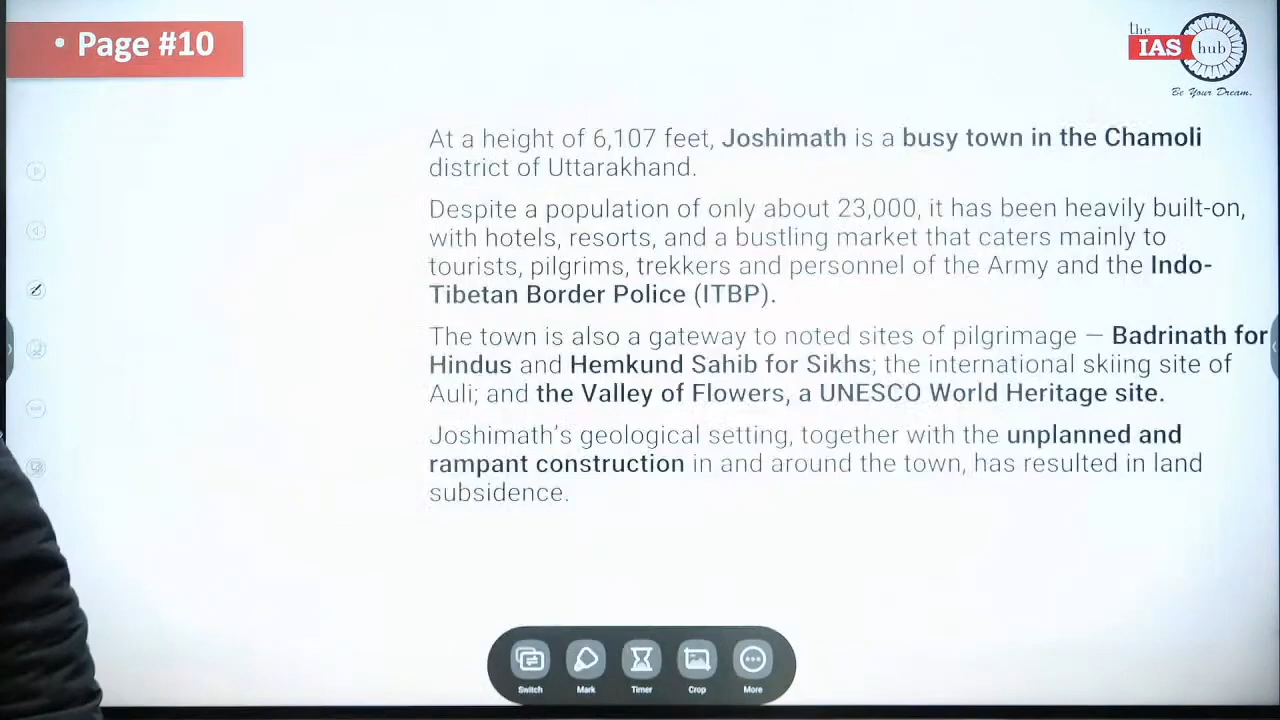 • Page #10
the
IAS hub
Be Your Dream.
At a height of 6,107 feet, Joshimath is a busy town in the Chamoli
district of Uttarakhand.
Despite a population of only about 23,000, it has been heavily built-on,
with hotels, resorts, and a bustling market that caters mainly to
tourists, pilgrims, trekkers and personnel of the Army and the Indo-
Tibetan Border Police (ITBP).
The town is also a gateway to noted sites of pilgrimage — Badrinath for
Hindus and Hemkund Sahib for Sikhs; the international skiing site of
Auli; and the Valley of Flowers, a UNESCO World Heritage site.
Joshimath's geological setting, together with the unplanned and
rampant construction in and around the town, has resulted in land
subsidence.
Switch Mark Timer Crop More